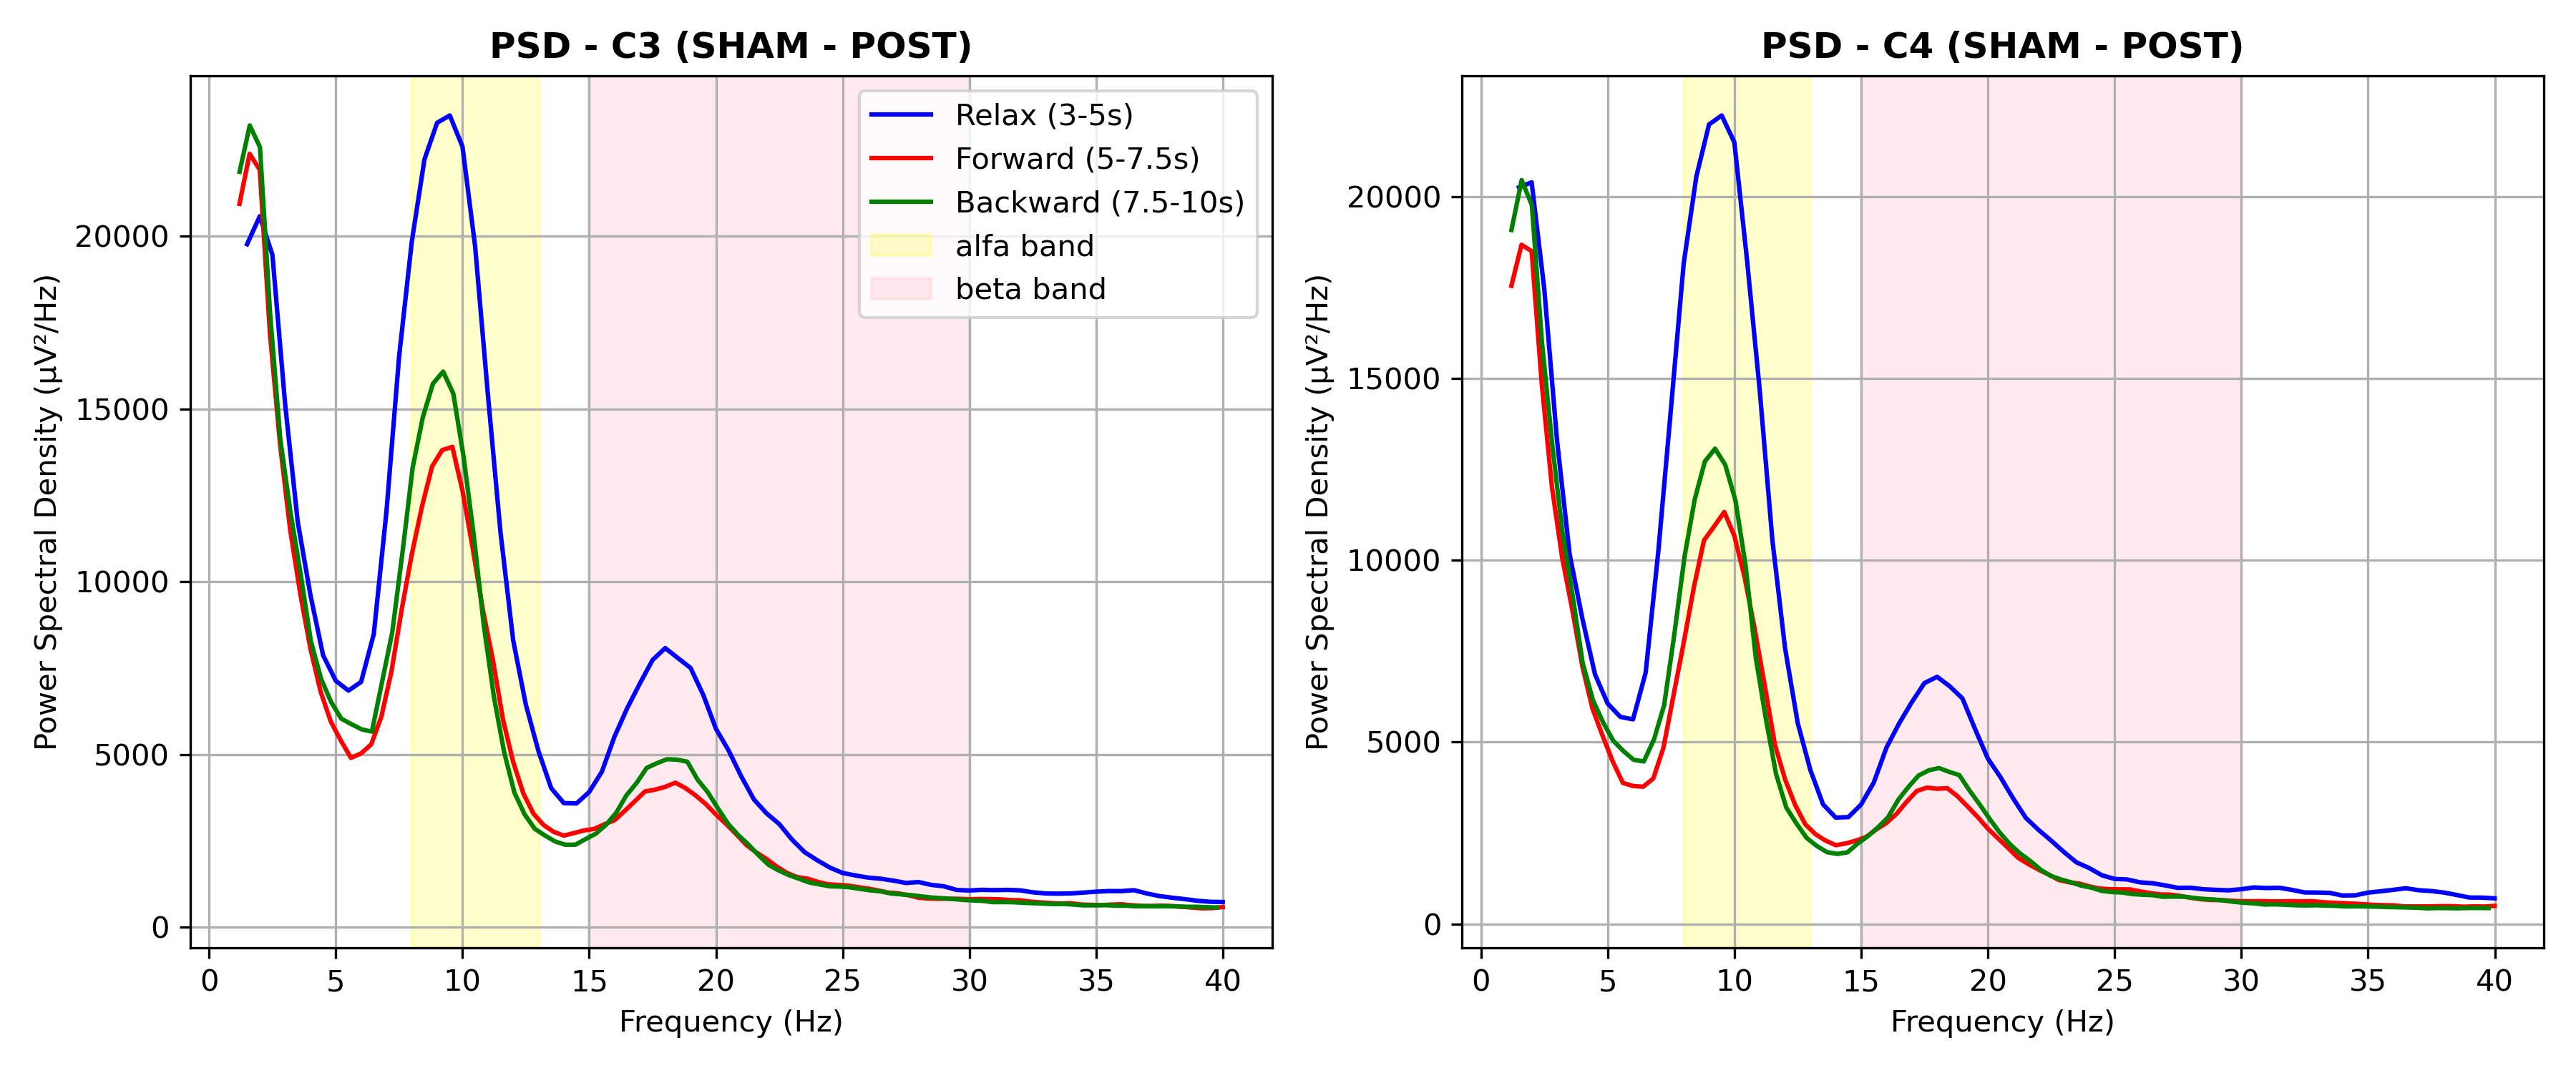 PSD - C3 (SHAM - POST)
Power Spectral Density (µV²/Hz)
20000
15000
10000
5000
0
0 5 10 15 20 25 30 35 40
Frequency (Hz)
Relax (3-5s)
Forward (5-7.5s)
Backward (7.5-10s)
alfa band
beta band
PSD - C4 (SHAM - POST)
Power Spectral Density (µV²/Hz)
20000
15000
10000
5000
0
0 5 10 15 20 25 30 35 40
Frequency (Hz)